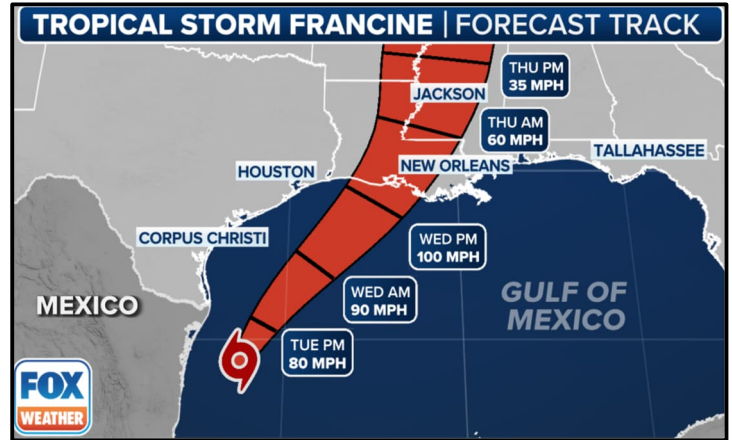 TROPICAL STORM FRANCINE | FORECAST TRACK
THU PM
35 MPH
JACKSON
THU AM
60 MPH
TALLAHASSEE
HOUSTON
NEW ORLEANS
CORPUS CHRISTI
WED PM
100 MPH
WED AM
90 MPH
GULF OF
MEXICO
MEXICO
TUE PM
80 MPH
FOX
WEATHER